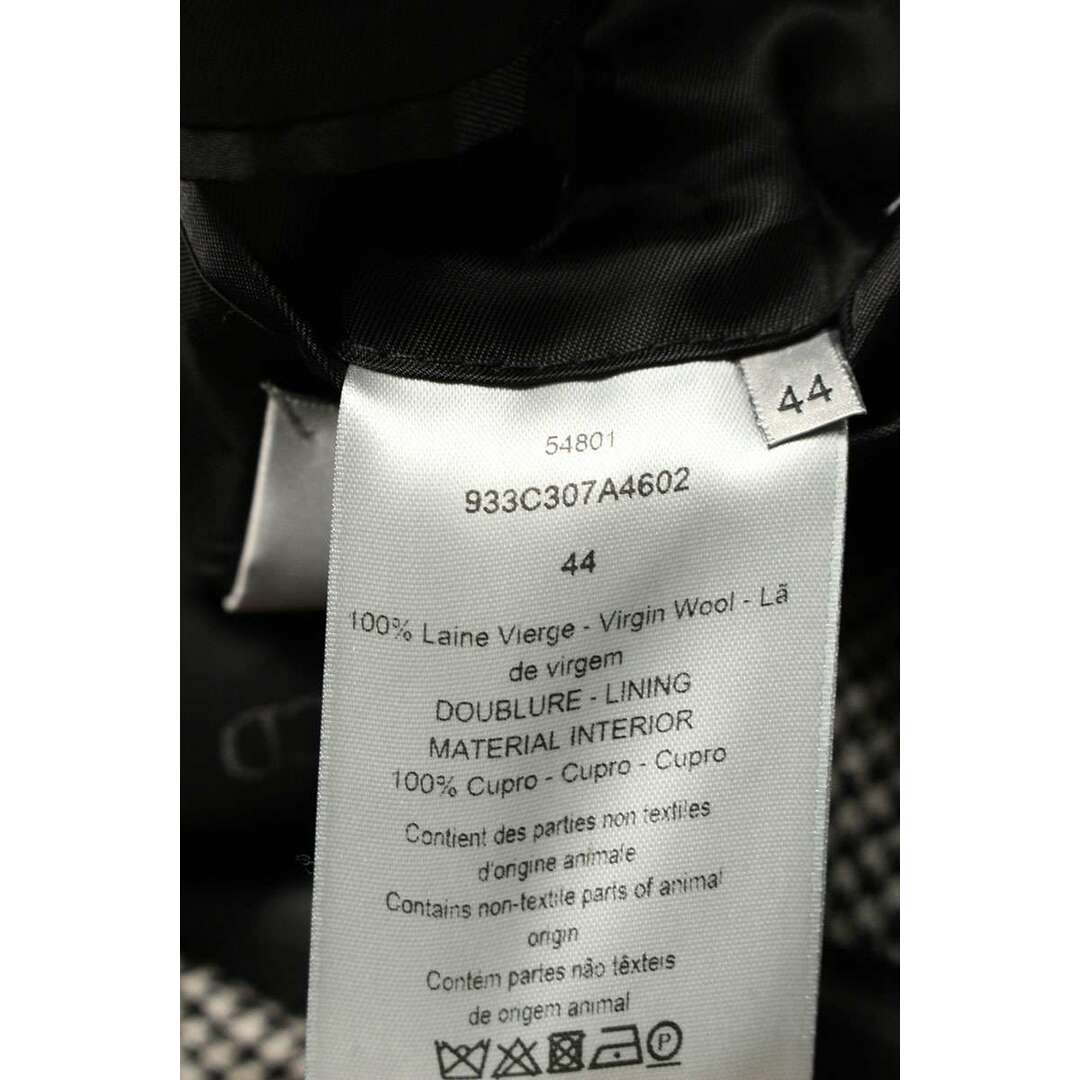 44
54801
933C307A4602
44
100% Laine Vierge - Virgin Wool - Lã
de virgem
DOUBLURE - LINING
MATERIAL INTERIOR
100% Cupro - Cupro - Cupro
Contient des parties non textiles
d'origine animale
Contains non-textile parts of animal
origin
Contém partes não têxteis
de origem animal
P